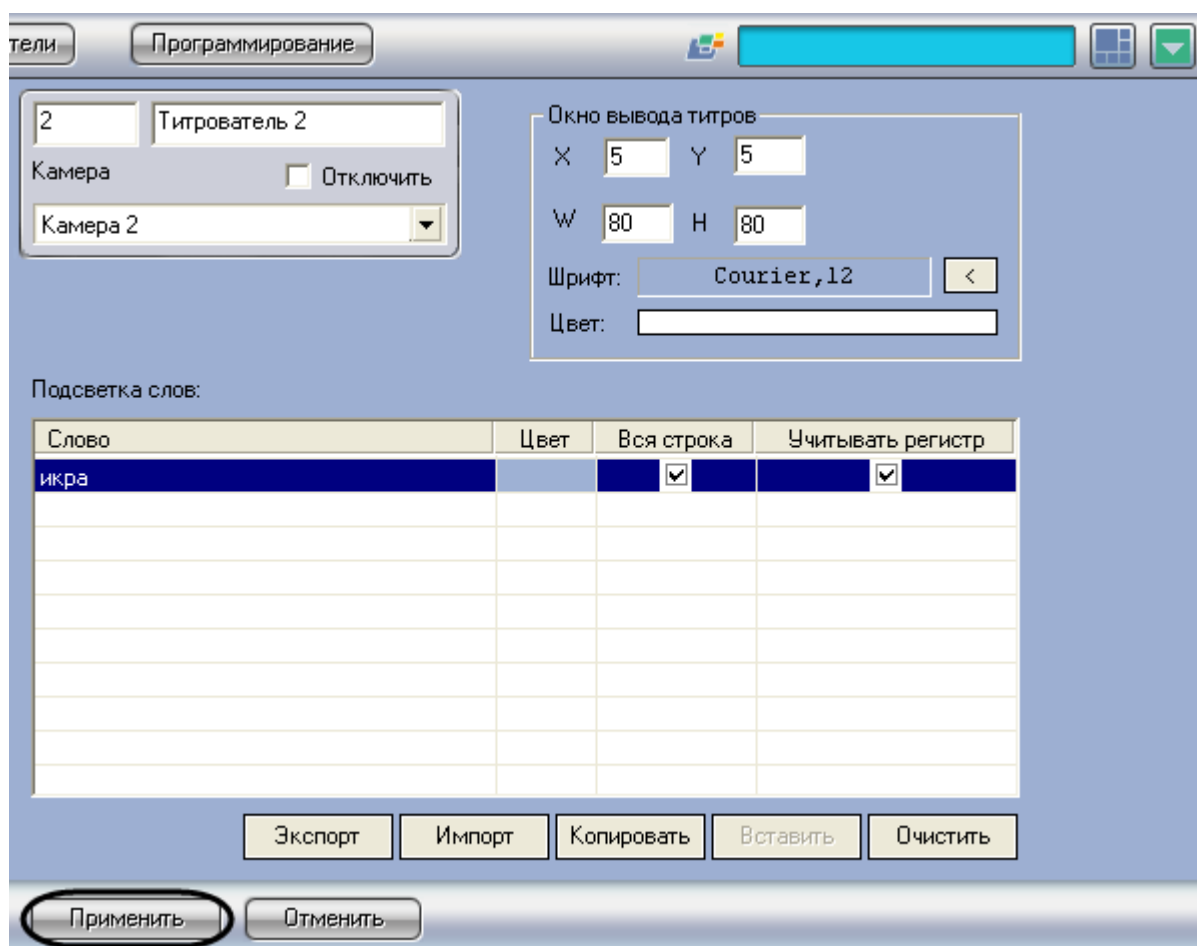 тели Программирование
2 Титрователь 2
Камера Отключить
Камера 2
Окно вывода титров
X 5 Y 5
W 80 H 80
Шрифт: Courier,12 <
Цвет:
Подсветка слов:
Слово Цвет Вся строка Учитывать регистр
икра
Экспорт Импорт Копировать Вставить Очистить
Применить Отменить